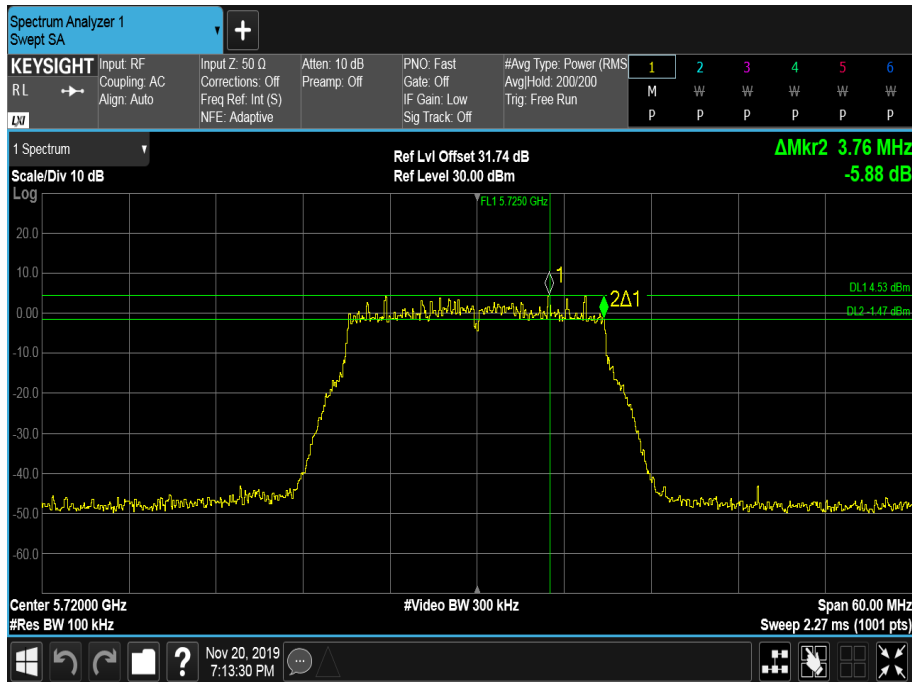 Spectrum Analyzer 1
Swept SA
+
KEYSIGHT
RL
LXI
Input: RF
Coupling: AC
Align: Auto
Input Z: 50 Ω
Corrections: Off
Freq Ref: Int (S)
NFE: Adaptive
Atten: 10 dB
Preamp: Off
PNO: Fast
Gate: Off
IF Gain: Low
Sig Track: Off
#Avg Type: Power (RMS
Avg|Hold: 200/200
Trig: Free Run
1 2 3 4 5 6
M W W W W W
P P P P P P
1 Spectrum
Scale/Div 10 dB
Log
Ref Lvl Offset 31.74 dB
Ref Level 30.00 dBm
ΔMkr2 3.76 MHz
-5.88 dB
FL1 5.7250 GHz
20.0
10.0
1
DL1 4.53 dBm
2Δ1
0.00
DL2 -1.47 dBm
-10.0
-20.0
-30.0
-40.0
-50.0
-60.0
Center 5.72000 GHz
#Video BW 300 kHz
Span 60.00 MHz
#Res BW 100 kHz
Sweep 2.27 ms (1001 pts)
?
Nov 20, 2019
7:13:30 PM